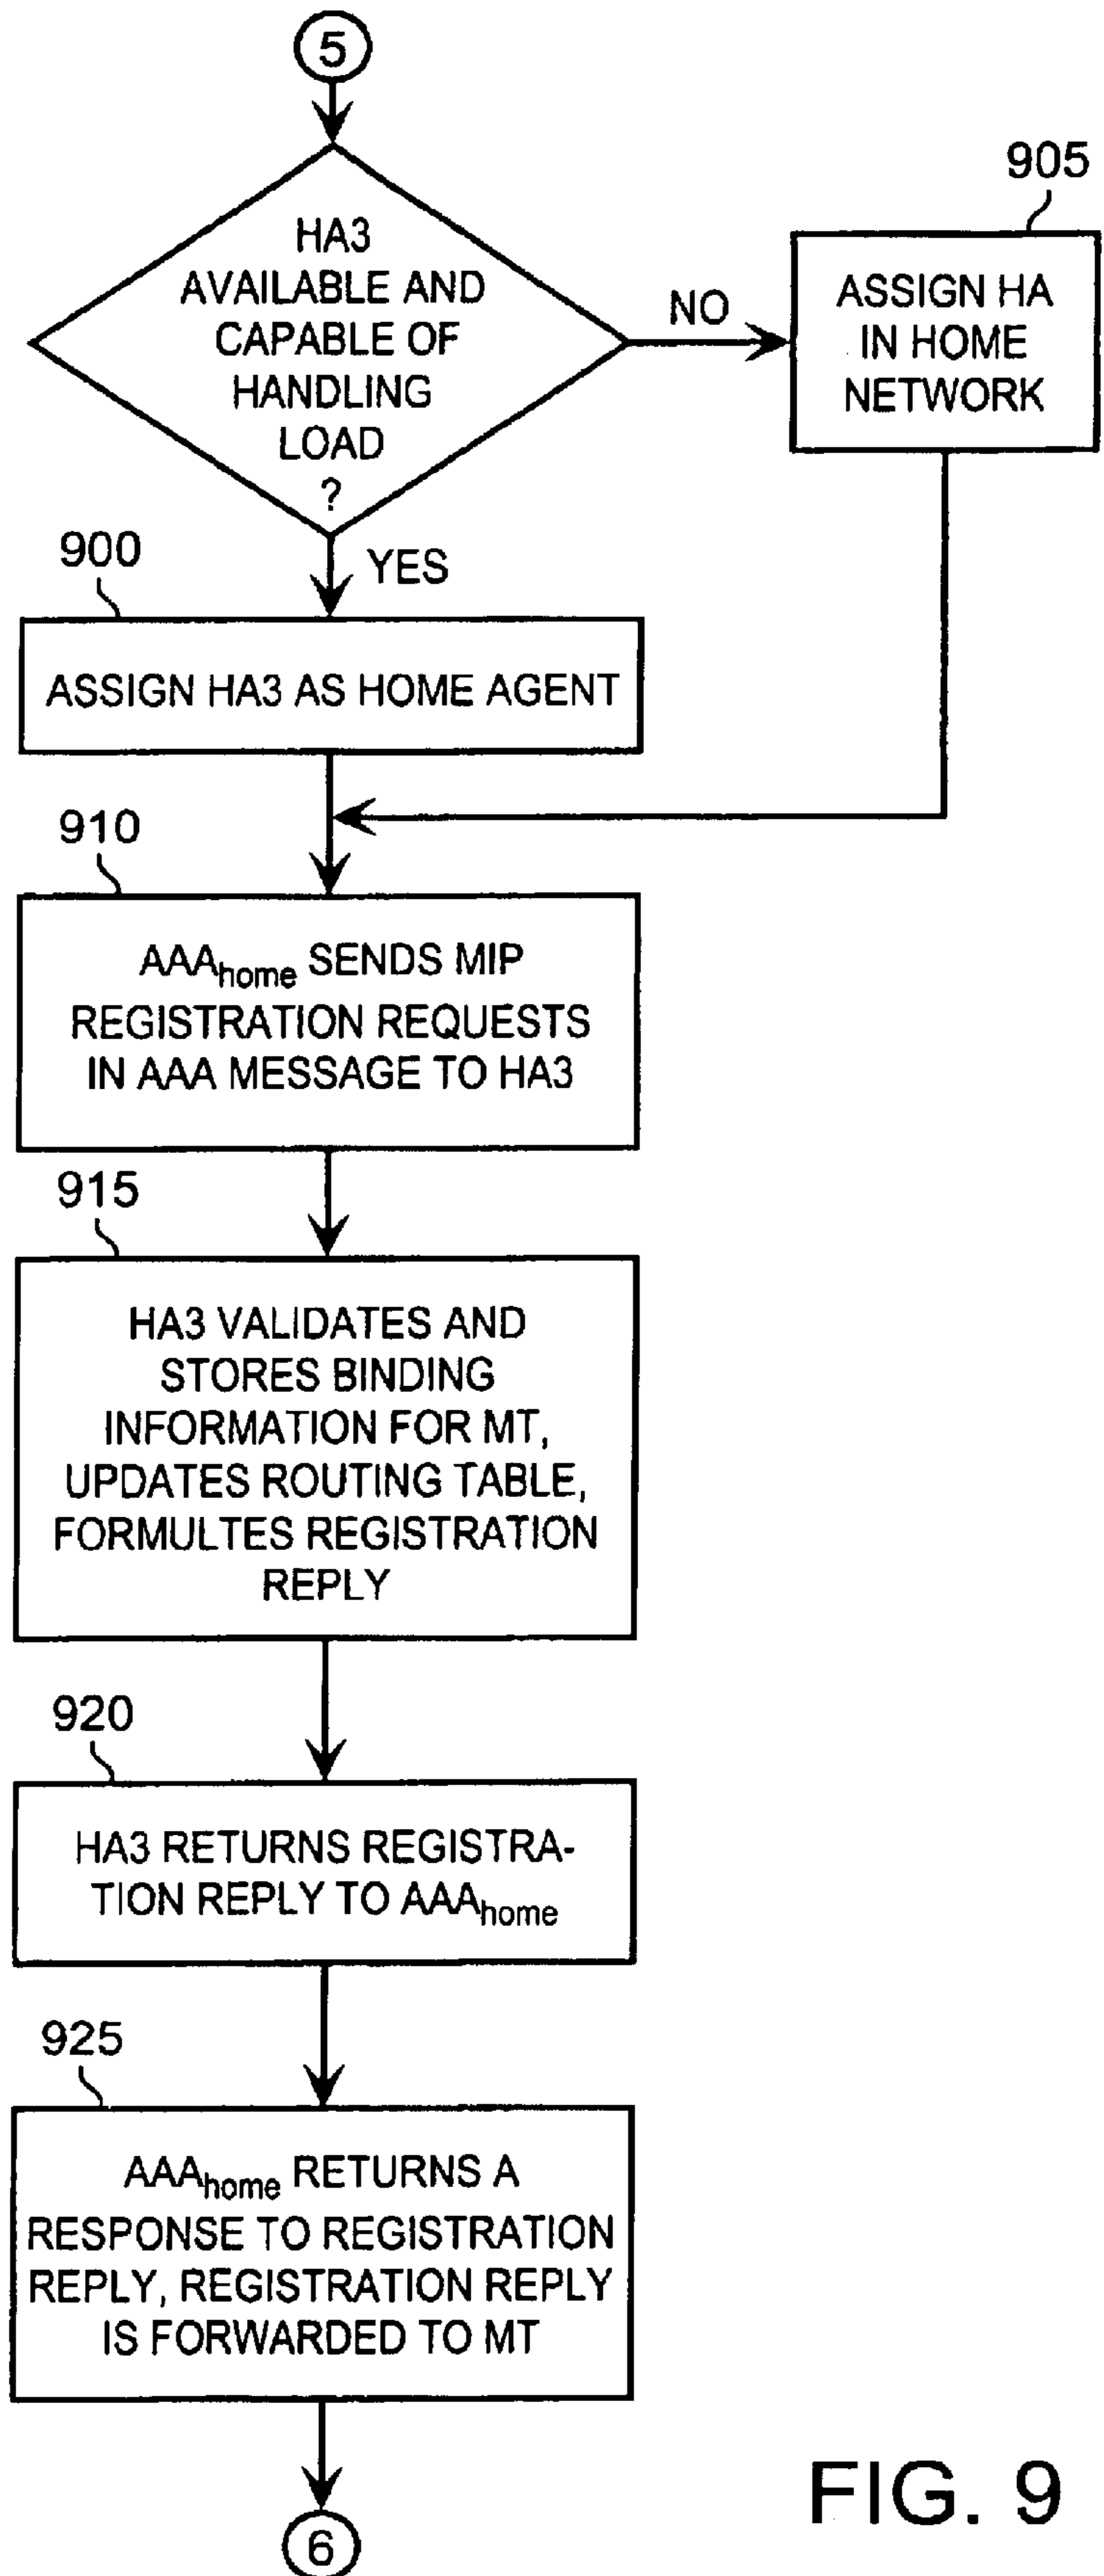 5
HA3
AVAILABLE AND
CAPABLE OF
HANDLING
LOAD
?
NO
905
ASSIGN HA
IN HOME
NETWORK
YES
900
ASSIGN HA3 AS HOME AGENT
910
AAAhome SENDS MIP
REGISTRATION REQUESTS
IN AAA MESSAGE TO HA3
915
HA3 VALIDATES AND
STORES BINDING
INFORMATION FOR MT,
UPDATES ROUTING TABLE,
FORMULTES REGISTRATION
REPLY
920
HA3 RETURNS REGISTRA-
TION REPLY TO AAAhome
925
AAAhome RETURNS A
RESPONSE TO REGISTRATION
REPLY, REGISTRATION REPLY
IS FORWARDED TO MT
6
FIG. 9